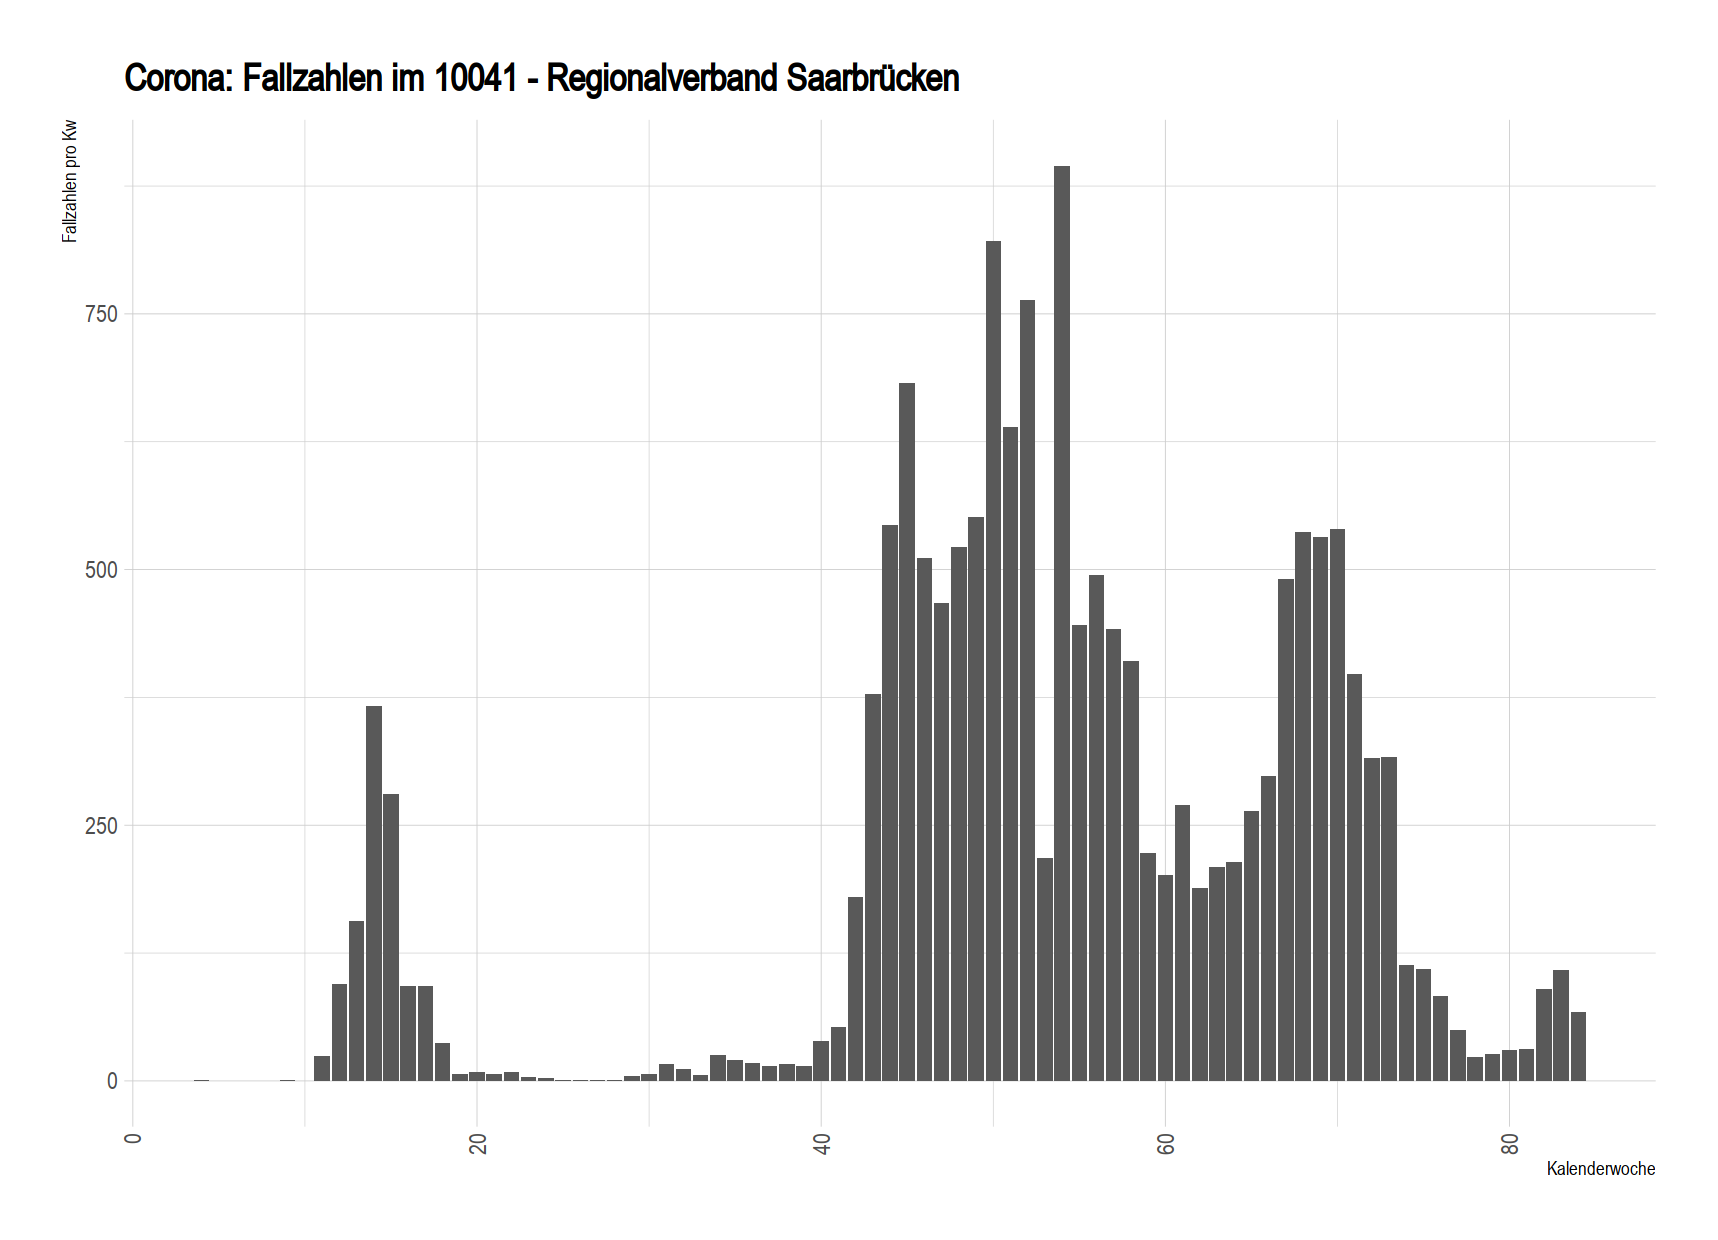 Corona: Fallzahlen im 10041 - Regionalverband Saarbrücken
Fallzahlen pro Kw
750
500
250
0
0 20 40 60 80
Kalenderwoche